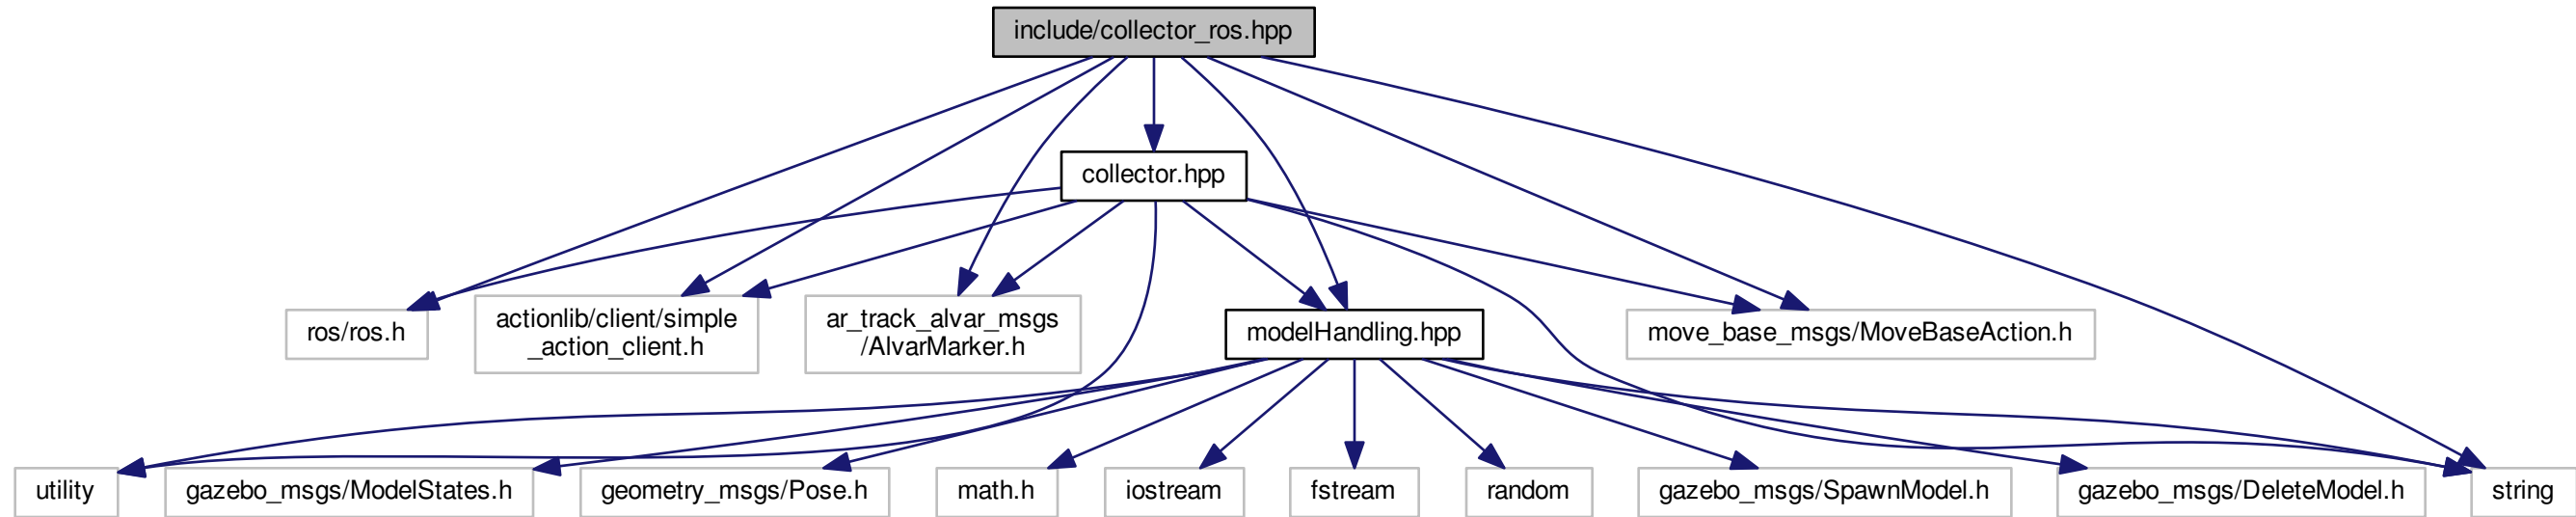 include/collector_ros.hpp
collector.hpp
ros/ros.h
actionlib/client/simple
_action_client.h
ar_track_alvar_msgs
/AlvarMarker.h
modelHandling.hpp
move_base_msgs/MoveBaseAction.h
utility
gazebo_msgs/ModelStates.h
geometry_msgs/Pose.h
math.h
iostream
fstream
random
gazebo_msgs/SpawnModel.h
gazebo_msgs/DeleteModel.h
string